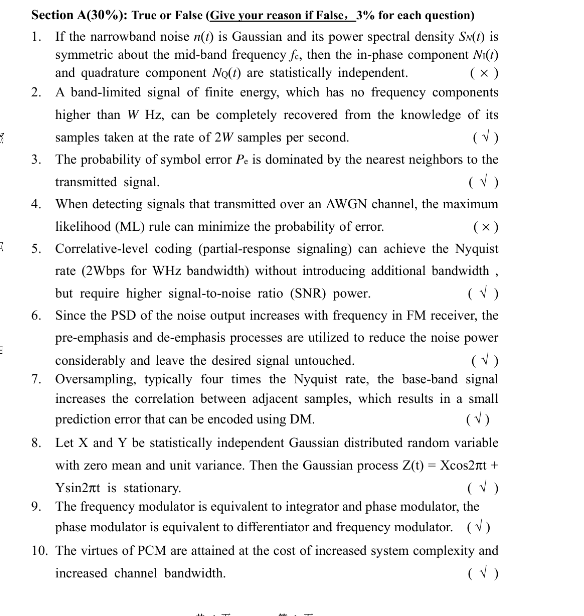 Section A(30%): True or False (Give your reason if False, 3% for each question)
1. If the narrowband noise n(t) is Gaussian and its power spectral density SN(t) is
symmetric about the mid-band frequency fc, then the in-phase component NI(t)
and quadrature component NQ(t) are statistically independent. (×)
2. A band-limited signal of finite energy, which has no frequency components
higher than W Hz, can be completely recovered from the knowledge of its
samples taken at the rate of 2W samples per second. (√)
3. The probability of symbol error Pe is dominated by the nearest neighbors to the
transmitted signal. (√)
4. When detecting signals that transmitted over an AWGN channel, the maximum
likelihood (ML) rule can minimize the probability of error. (×)
5. Correlative-level coding (partial-response signaling) can achieve the Nyquist
rate (2Wbps for WHz bandwidth) without introducing additional bandwidth ,
but require higher signal-to-noise ratio (SNR) power. (√)
6. Since the PSD of the noise output increases with frequency in FM receiver, the
pre-emphasis and de-emphasis processes are utilized to reduce the noise power
considerably and leave the desired signal untouched. (√)
7. Oversampling, typically four times the Nyquist rate, the base-band signal
increases the correlation between adjacent samples, which results in a small
prediction error that can be encoded using DM. (√)
8. Let X and Y be statistically independent Gaussian distributed random variable
with zero mean and unit variance. Then the Gaussian process Z(t) = Xcos2πt +
Ysin2πt is stationary. (√)
9. The frequency modulator is equivalent to integrator and phase modulator, the
phase modulator is equivalent to differentiator and frequency modulator. (√)
10. The virtues of PCM are attained at the cost of increased system complexity and
increased channel bandwidth. (√)